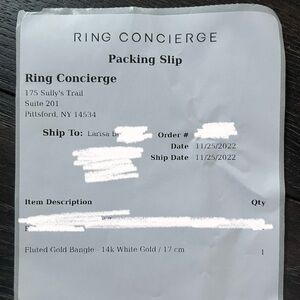 RING CONCIERGE
Packing Slip
Ring Concierge
175 Sully's Trail
Suite 201
Pittsford, NY 14534
Ship To: Larisa Order #
Date 11/25/2022
Ship Date 11/25/2022
Item Description Qty
Fluted Gold Bangle - 14k White Gold / 17 cm 1